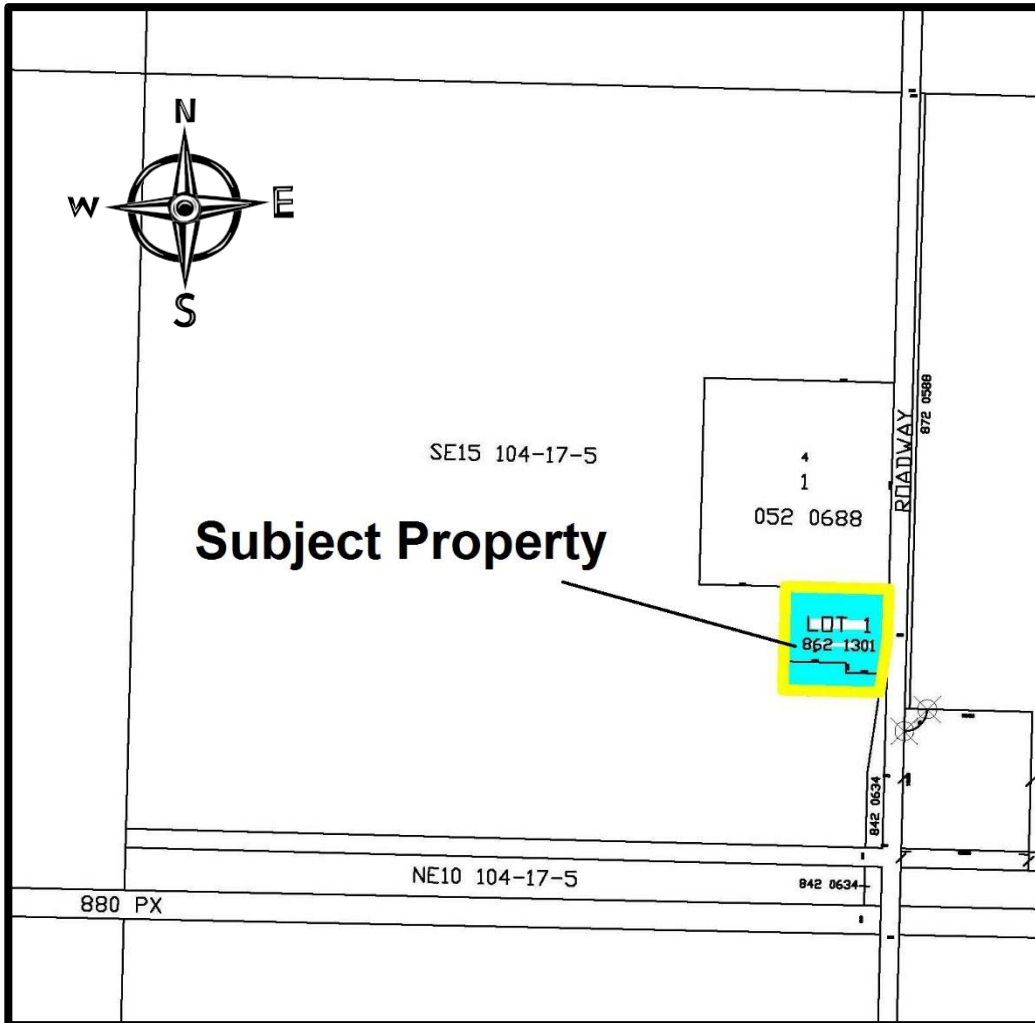 N
W E
S
872 0588
ROADWAY
SE15 104-17-5
4
1
052 0688
Subject Property
LOT 1
862 1301
842 0634
NE10 104-17-5
842 0634
880 PX